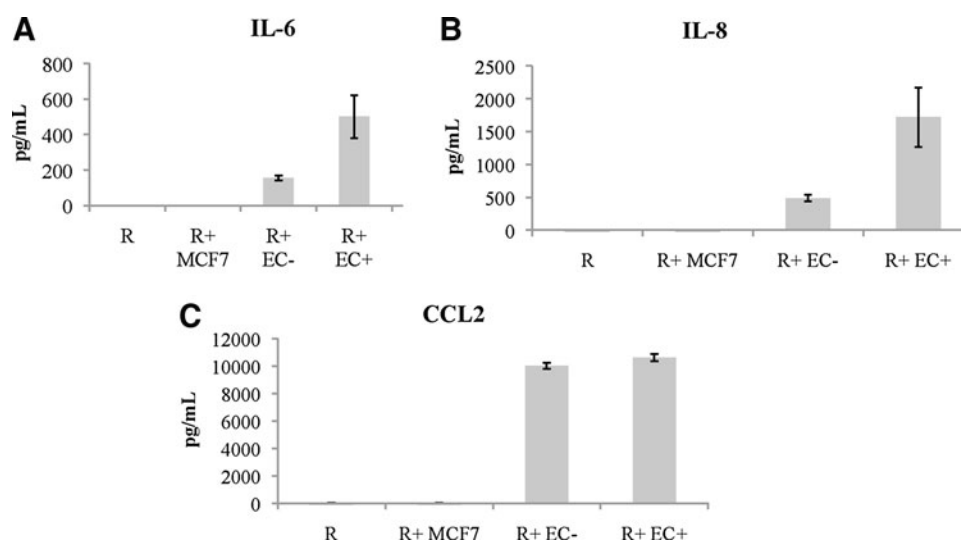 A
IL-6
pg/mL
800
600
400
200
0
R
R+
MCF7
R+
EC-
R+
EC+
B
IL-8
pg/mL
2500
2000
1500
1000
500
0
R
R+ MCF7
R+ EC-
R+ EC+
C
CCL2
pg/mL
12000
10000
8000
6000
4000
2000
0
R
R+ MCF7
R+ EC-
R+ EC+